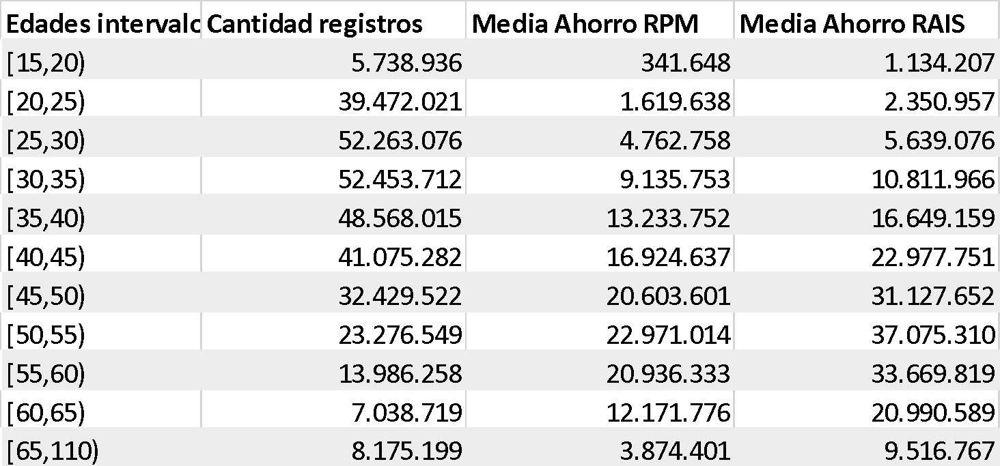 Edades intervalo Cantidad registros Media Ahorro RPM Media Ahorro RAIS
[15,20) 5.738.936 341.648 1.134.207
[20,25) 39.472.021 1.619.638 2.350.957
[25,30) 52.263.076 4.762.758 5.639.076
[30,35) 52.453.712 9.135.753 10.811.966
[35,40) 48.568.015 13.233.752 16.649.159
[40,45) 41.075.282 16.924.637 22.977.751
[45,50) 32.429.522 20.603.601 31.127.652
[50,55) 23.276.549 22.971.014 37.075.310
[55,60) 13.986.258 20.936.333 33.669.819
[60,65) 7.038.719 12.171.776 20.990.589
[65,110) 8.175.199 3.874.401 9.516.767